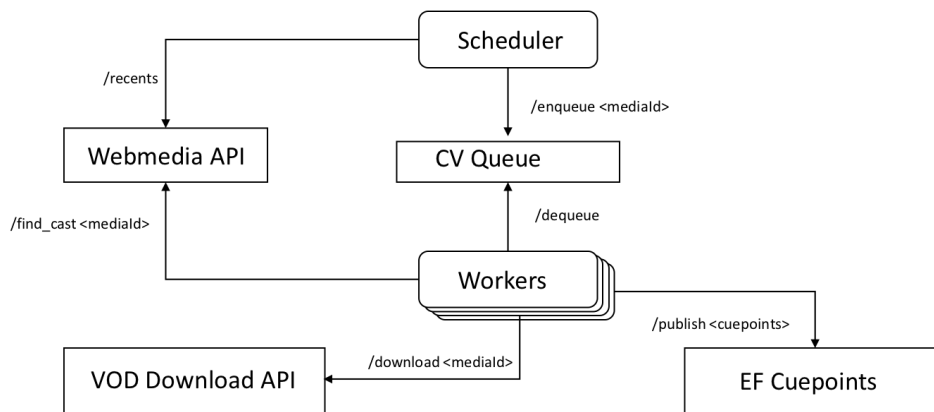 Scheduler
/recents
/enqueue <mediaId>
Webmedia API
CV Queue
/find_cast <mediaId>
/dequeue
Workers
/publish <cuepoints>
/download <mediaId>
VOD Download API
EF Cuepoints